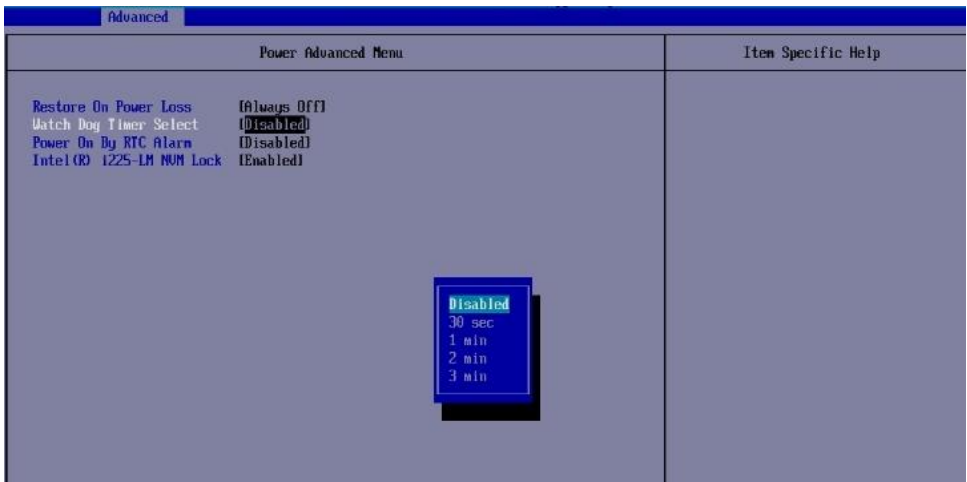 Advanced
Power Advanced Menu
Item Specific Help
Restore On Power Loss [Always Off]
Watch Dog Timer Select [Disabled]
Power On By RTC Alarm [Disabled]
Intel(R) i225-LM NVM Lock [Enabled]
Disabled
30 sec
1 min
2 min
3 min